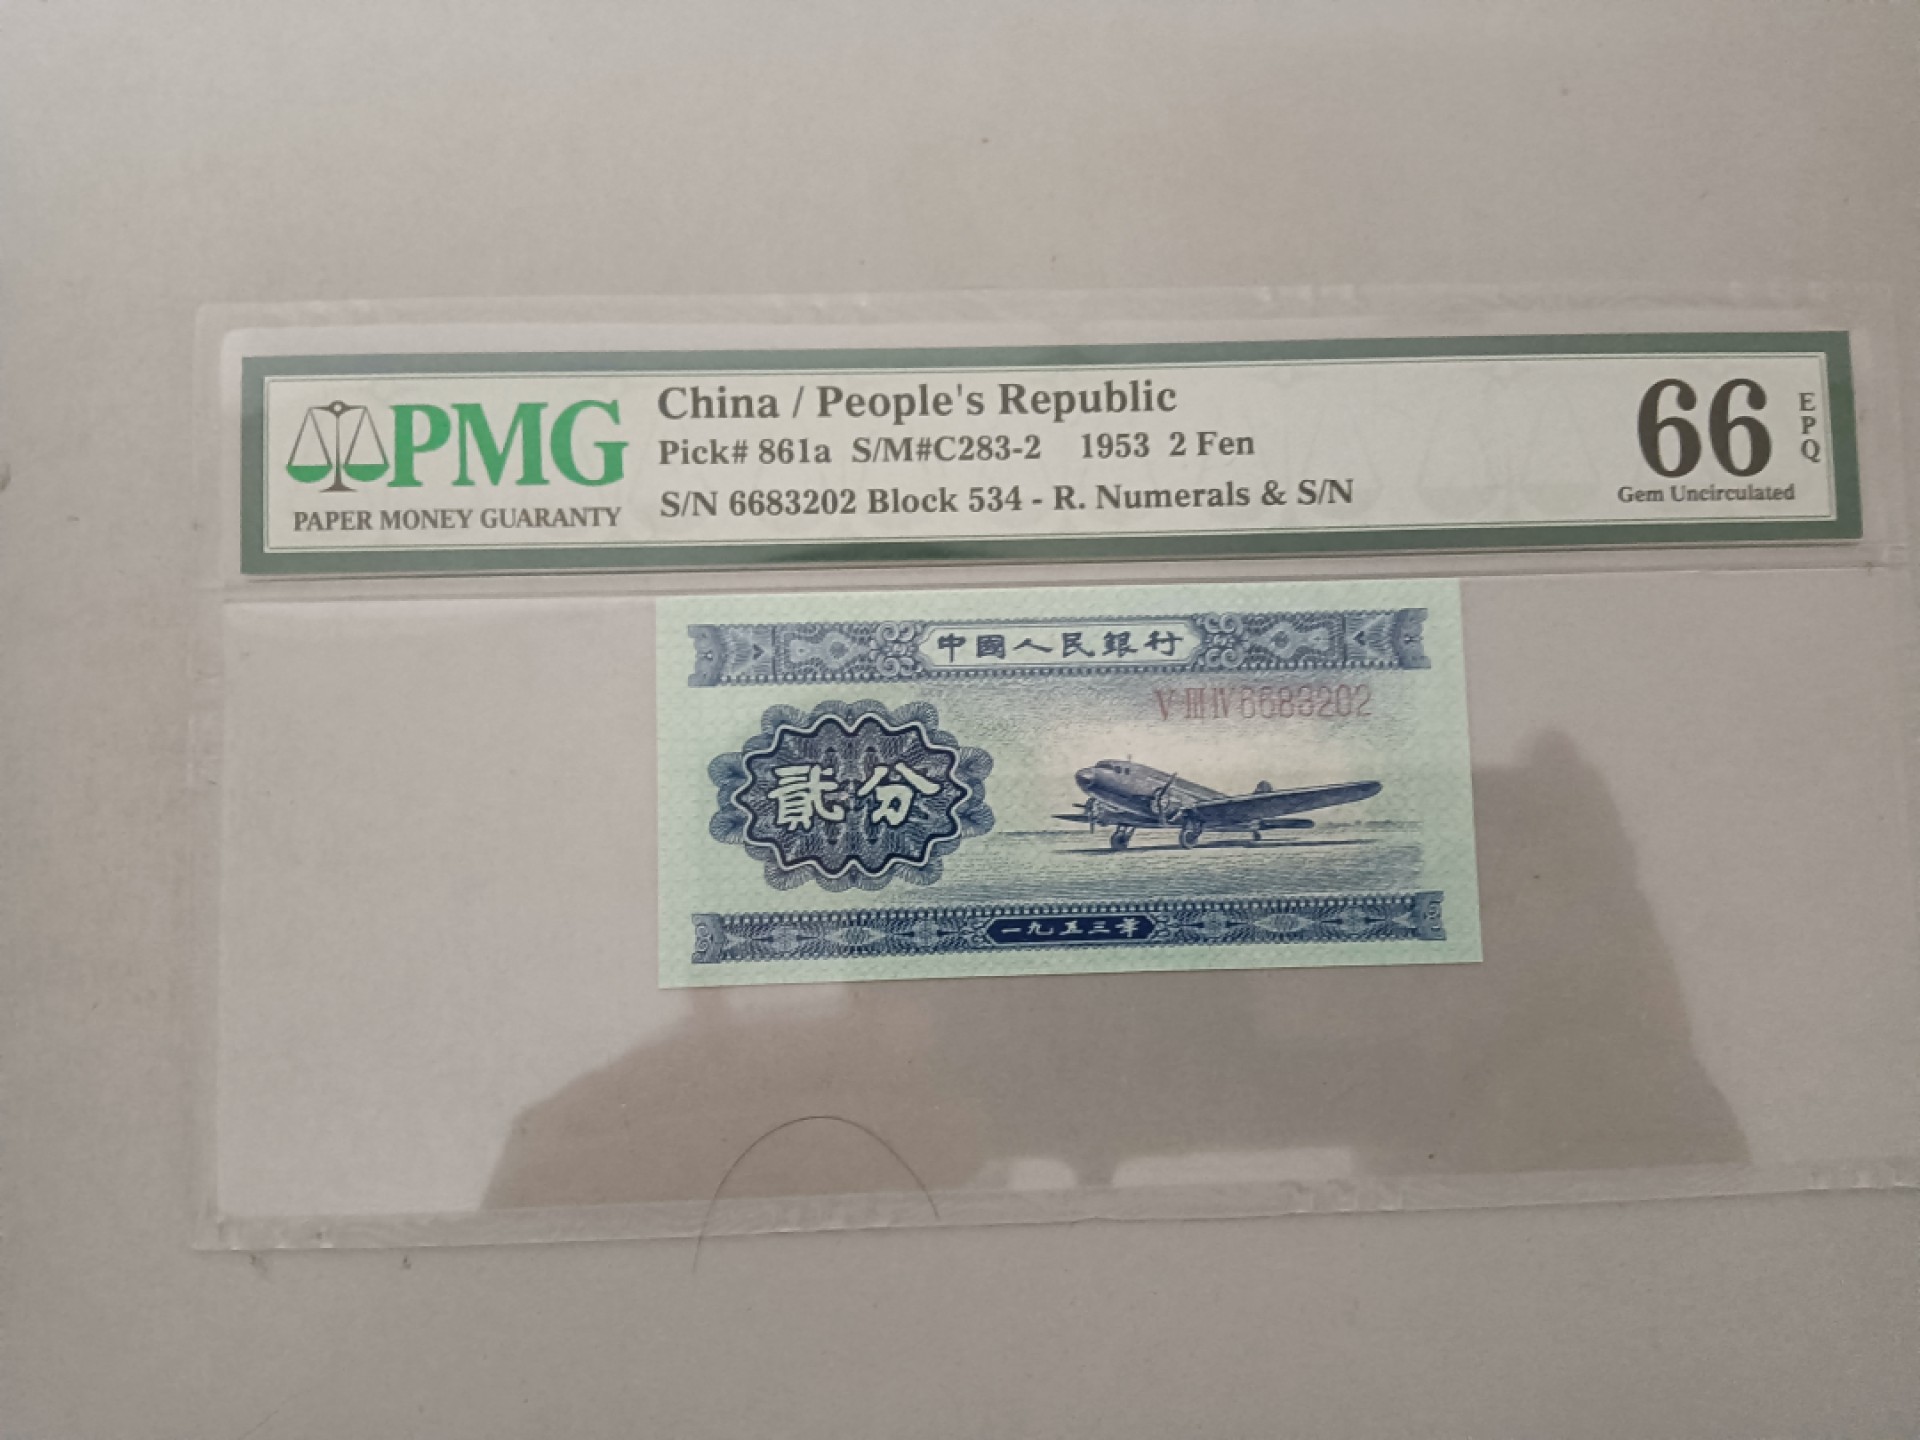 PMG
PAPER MONEY GUARANTY
China / People's Republic
Pick# 861a S/M#C283-2 1953 2 Fen
S/N 6683202 Block 534 - R. Numerals & S/N
66
EPQ
Gem Uncirculated
中國人民銀行
V III IV 6683202
貳分
一九五三年